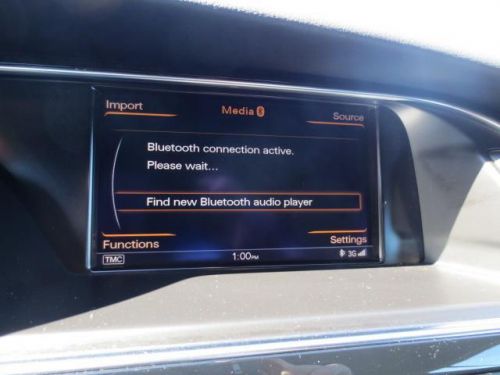 Import
Media
Source
Bluetooth connection active.
Please wait...
Find new Bluetooth audio player
Functions
Settings
TMC
1:00PM
3G